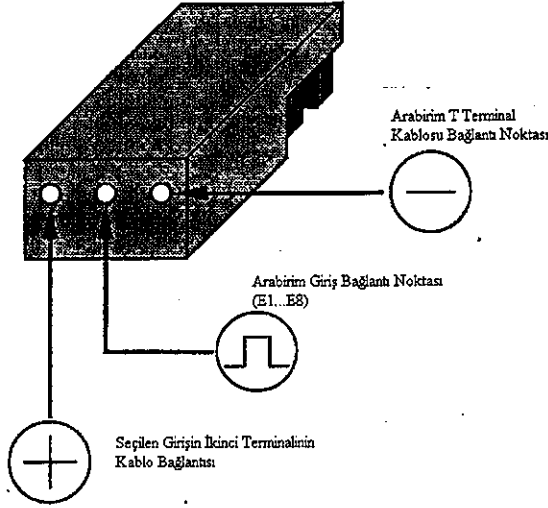 Arabirim T Terminal
Kablosu Bağlantı Noktası
Arabirim Giriş Bağlantı Noktası
(E1...E8)
Seçilen Girişin İkinci Terminalinin
Kablo Bağlantısı